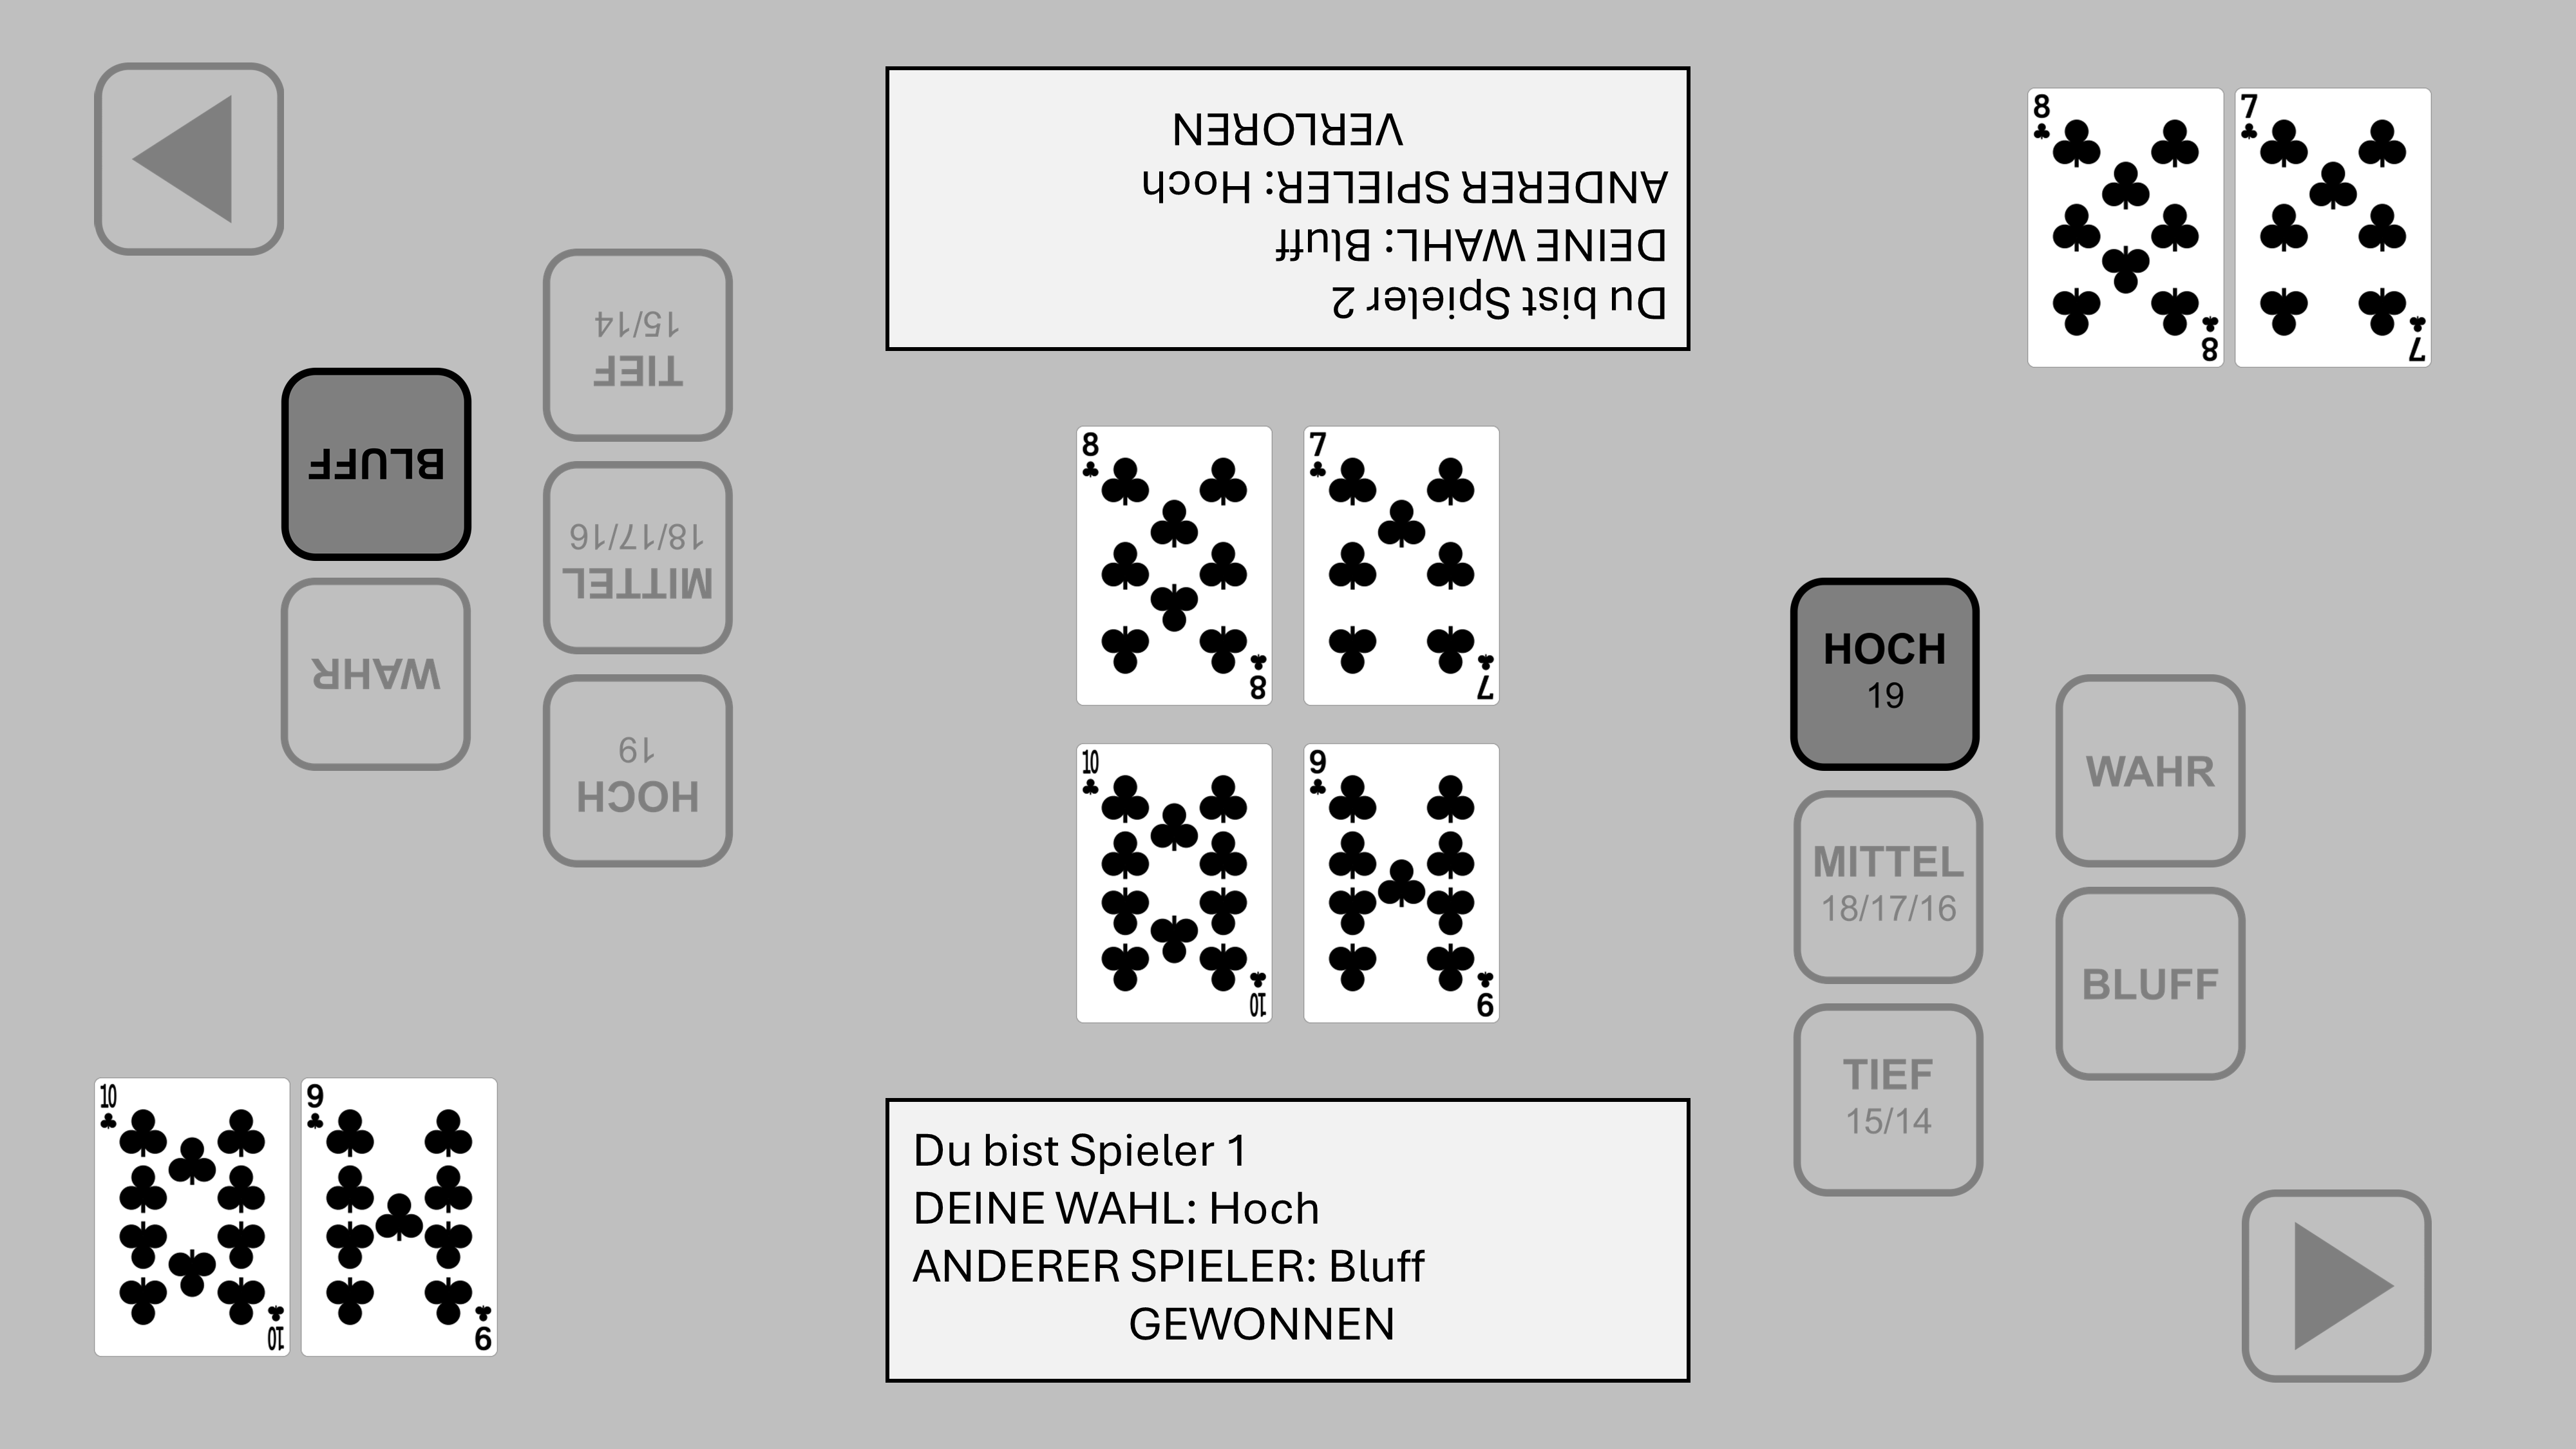 VERLOREN
ANDERER SPIELER: Hoch
DEINE WAHL: Bluff
Du bist Spieler 2
8
8
7
7
15/14
TIEF
BLUFF
18/17/16
MITTEL
WAHR
19
HOCH
8
8
7
7
10
10
9
9
HOCH
19
WAHR
MITTEL
18/17/16
BLUFF
TIEF
15/14
10
10
9
9
Du bist Spieler 1
DEINE WAHL: Hoch
ANDERER SPIELER: Bluff
GEWONNEN